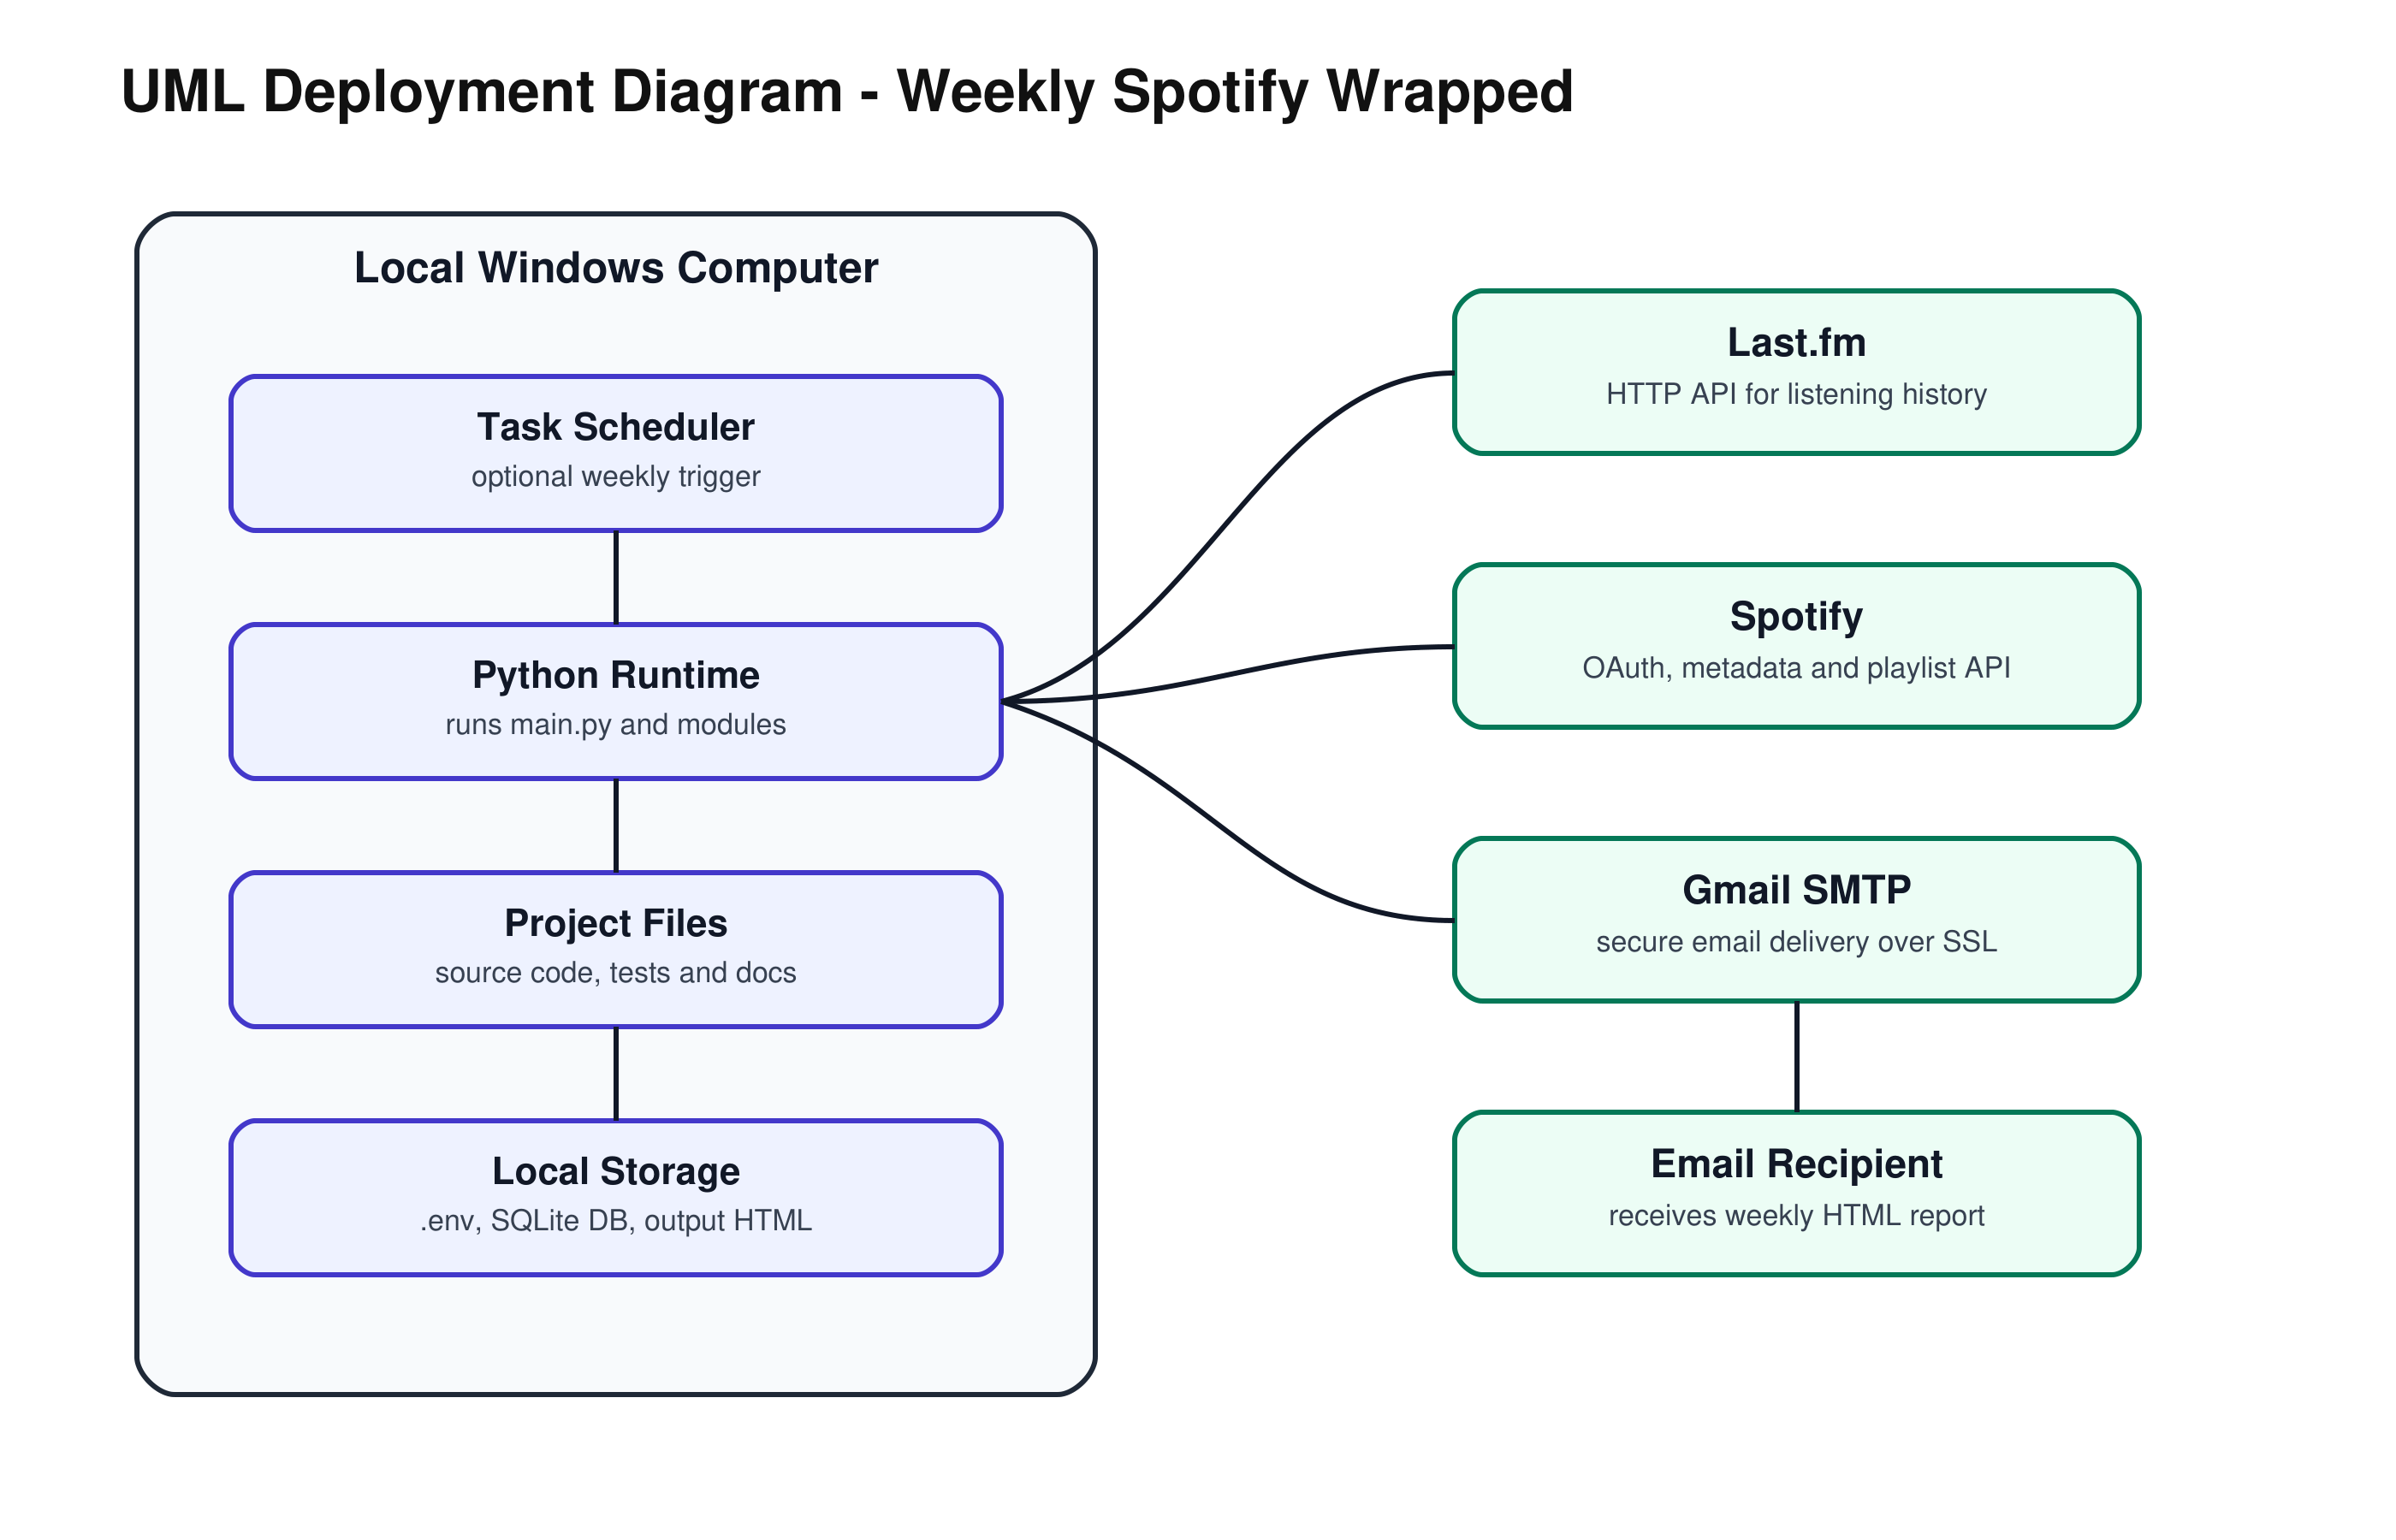 UML Deployment Diagram - Weekly Spotify Wrapped
Local Windows Computer
Task Scheduler
optional weekly trigger
Python Runtime
runs main.py and modules
Project Files
source code, tests and docs
Local Storage
.env, SQLite DB, output HTML
Last.fm
HTTP API for listening history
Spotify
OAuth, metadata and playlist API
Gmail SMTP
secure email delivery over SSL
Email Recipient
receives weekly HTML report